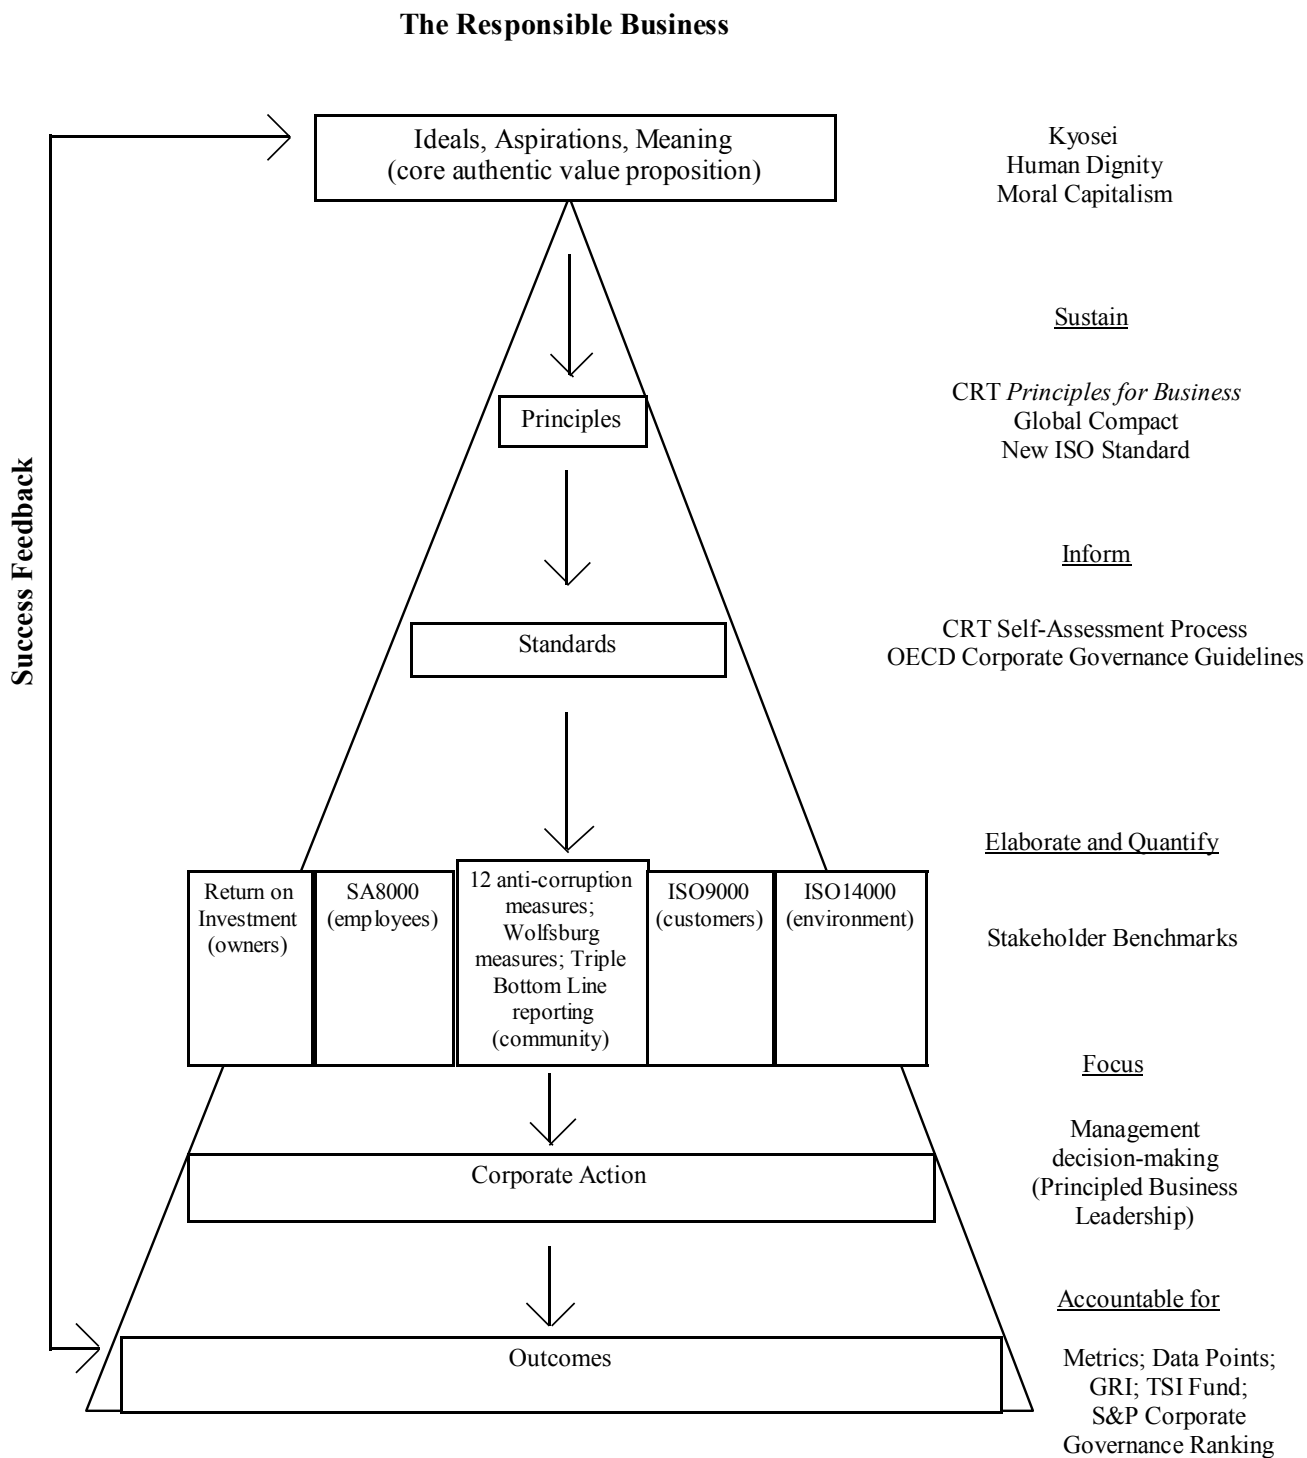 The Responsible Business
Ideals, Aspirations, Meaning
(core authentic value proposition)
Kyosei
Human Dignity
Moral Capitalism
Sustain
Principles
CRT Principles for Business
Global Compact
New ISO Standard
Success Feedback
Inform
Standards
CRT Self-Assessment Process
OECD Corporate Governance Guidelines
Elaborate and Quantify
Return on
Investment
(owners)
SA8000
(employees)
12 anti-corruption
measures;
Wolfsburg
measures; Triple
Bottom Line
reporting
(community)
ISO9000
(customers)
ISO14000
(environment)
Stakeholder Benchmarks
Focus
Corporate Action
Management
decision-making
(Principled Business
Leadership)
Accountable for
Outcomes
Metrics; Data Points;
GRI; TSI Fund;
S&P Corporate
Governance Ranking